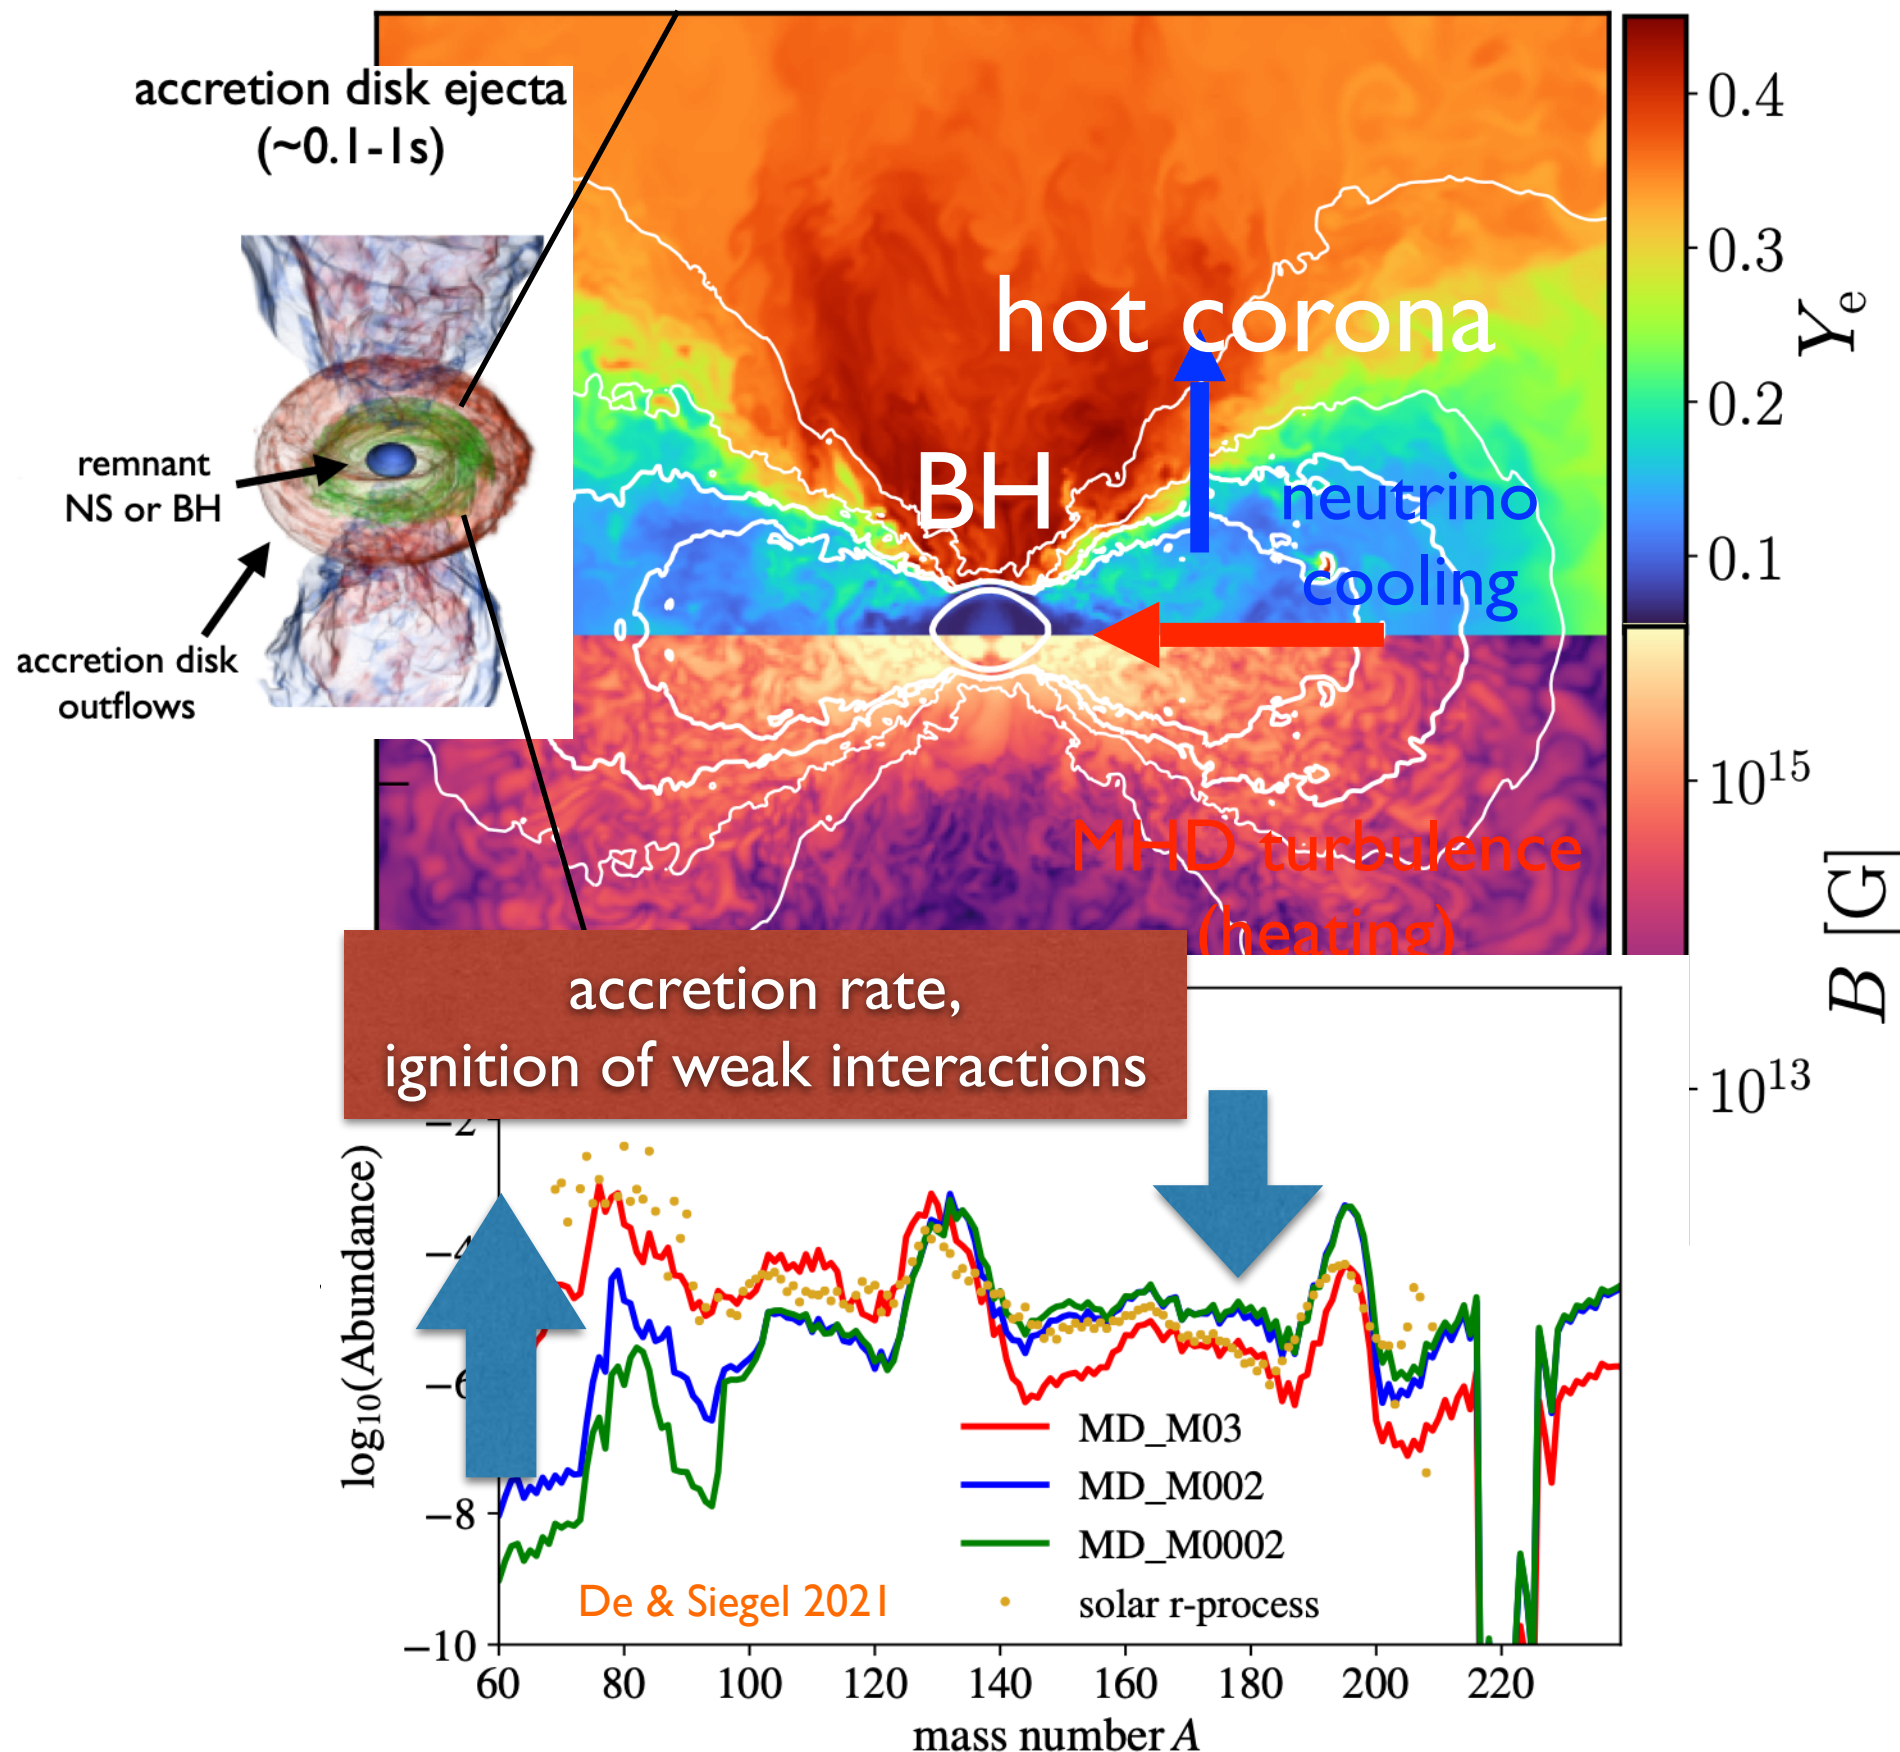 accretion disk ejecta
(~0.1-1s)
remnant
NS or BH
accretion disk
outflows
hot corona
BH
neutrino
cooling
MHD turbulence
(heating)
0.4
0.3
0.2
0.1
Yₑ
10¹⁵
10¹³
B [G]
accretion rate,
ignition of weak interactions
log₁₀(Abundance)
−2
−4
−6
−8
−10
MD_M03
MD_M002
MD_M0002
solar r-process
De & Siegel 2021
60 80 100 120 140 160 180 200 220
mass number A